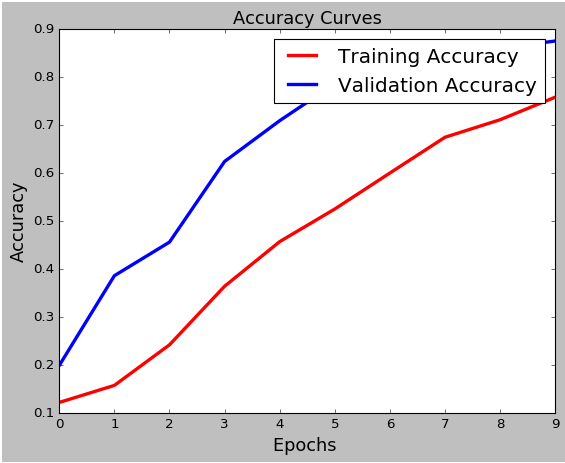 Accuracy Curves
0.9
0.8
0.7
0.6
0.5
0.4
0.3
0.2
0.1
Accuracy
Training Accuracy
Validation Accuracy
0 1 2 3 4 5 6 7 8 9
Epochs